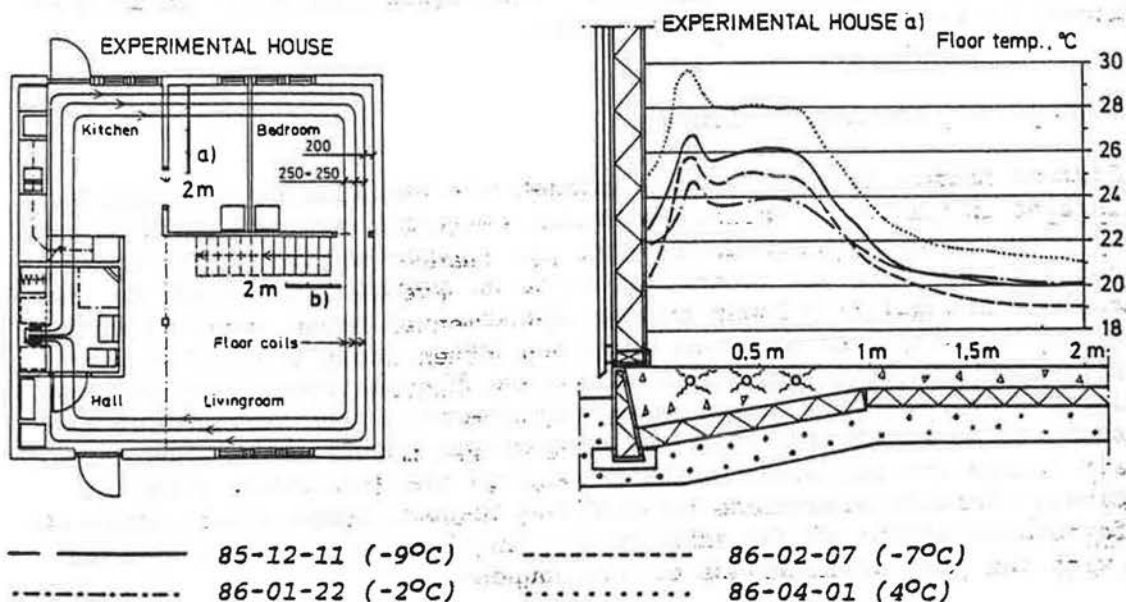 EXPERIMENTAL HOUSE
Kitchen
Bedroom
a)
2m
200
250+250
2m
b)
Floor coils
Hall
Livingroom
EXPERIMENTAL HOUSE a)
Floor temp., °C
30
28
26
24
22
20
18
0,5 m
1m
1,5m
2 m
85-12-11 (-9°C)
86-02-07 (-7°C)
86-01-22 (-2°C)
86-04-01 (4°C)